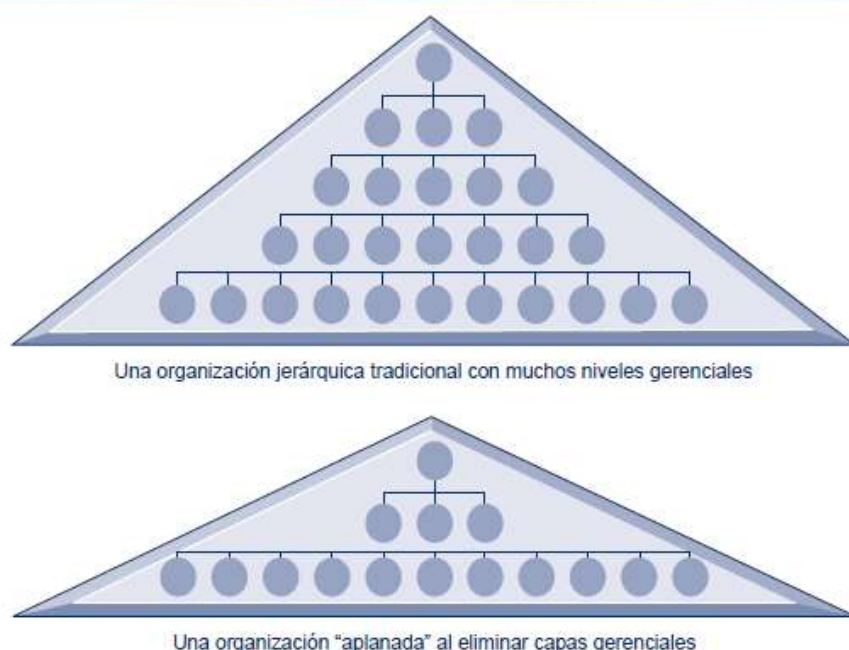 Una organización jerárquica tradicional con muchos niveles gerenciales
Una organización “aplanada” al eliminar capas gerenciales